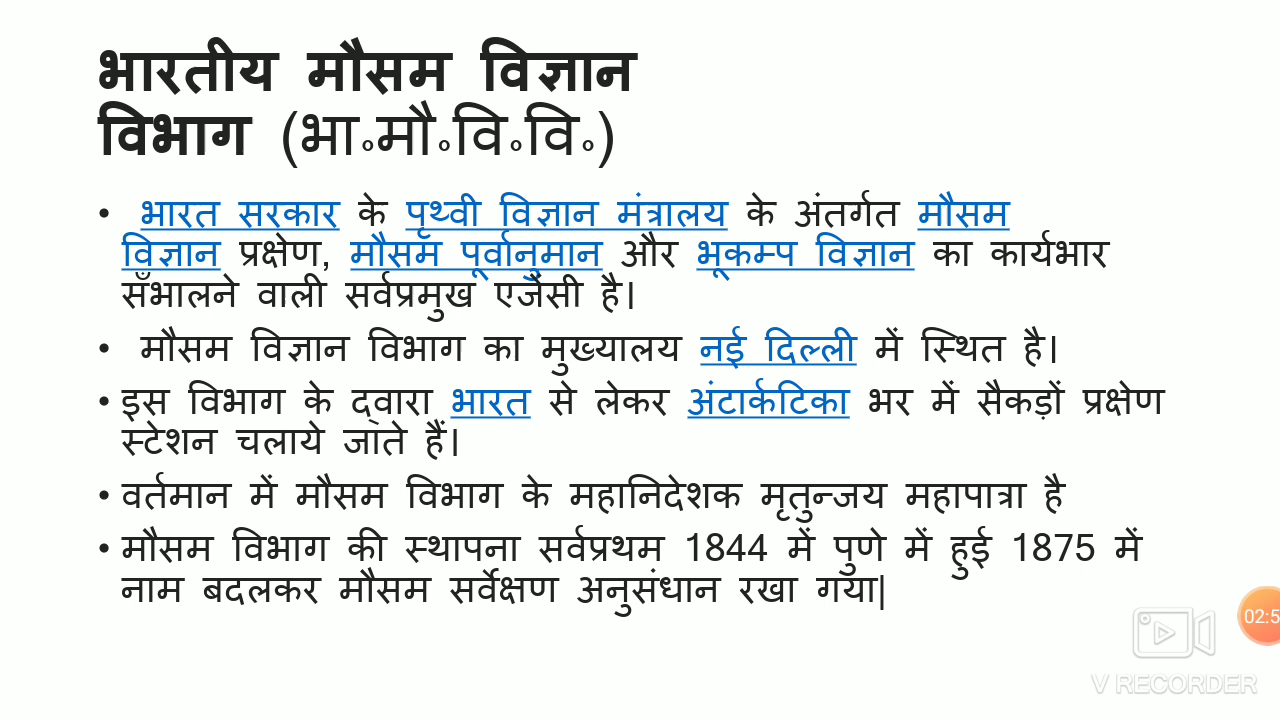 भारतीय मौसम विज्ञान
विभाग (भा॰मौ॰वि॰वि॰)
• भारत सरकार के पृथ्वी विज्ञान मंत्रालय के अंतर्गत मौसम
विज्ञान प्रक्षेण, मौसम पूर्वानुमान और भूकम्प विज्ञान का कार्यभार
सँभालने वाली सर्वप्रमुख एजेंसी है।
• मौसम विज्ञान विभाग का मुख्यालय नई दिल्ली में स्थित है।
• इस विभाग के द्वारा भारत से लेकर अंटार्कटिका भर में सैकड़ों प्रक्षेण
स्टेशन चलाये जाते हैं।
• वर्तमान में मौसम विभाग के महानिदेशक मृतुन्जय महापात्रा है
• मौसम विभाग की स्थापना सर्वप्रथम 1844 में पुणे में हुई 1875 में
नाम बदलकर मौसम सर्वेक्षण अनुसंधान रखा गया|
02:5
V RECORDER